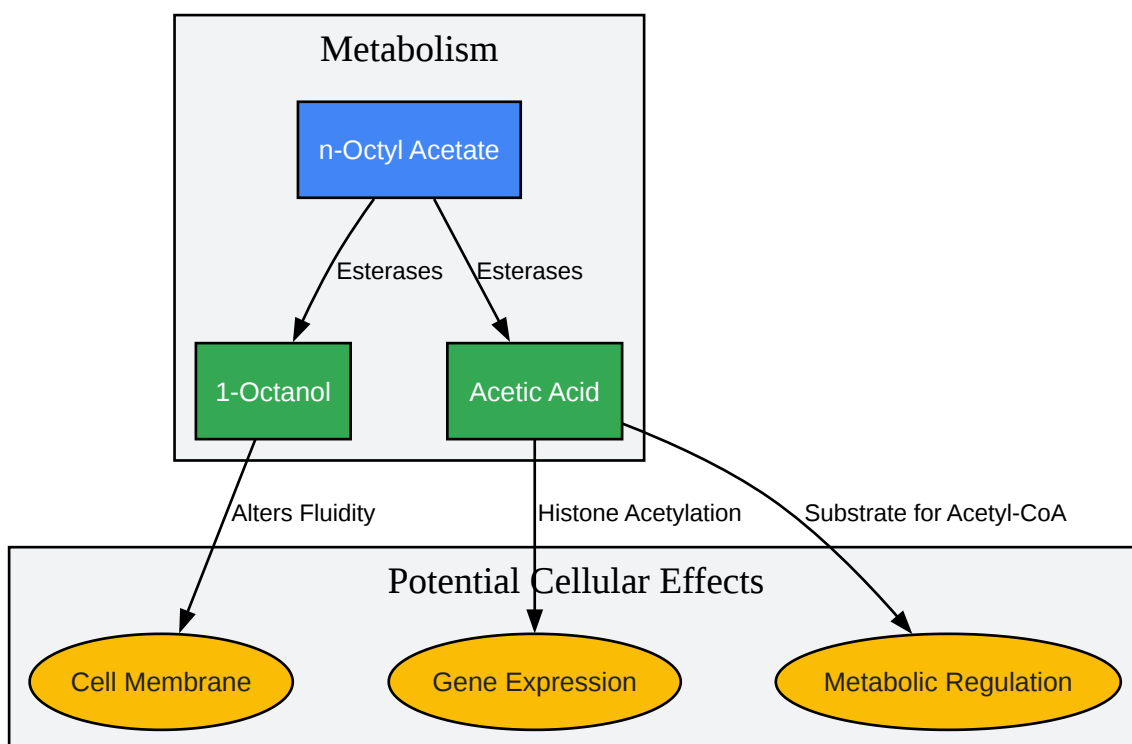 Metabolism
n-Octyl Acetate
Esterases
Esterases
1-Octanol
Acetic Acid
Alters Fluidity
Histone Acetylation
Substrate for Acetyl-CoA
Potential Cellular Effects
Cell Membrane
Gene Expression
Metabolic Regulation